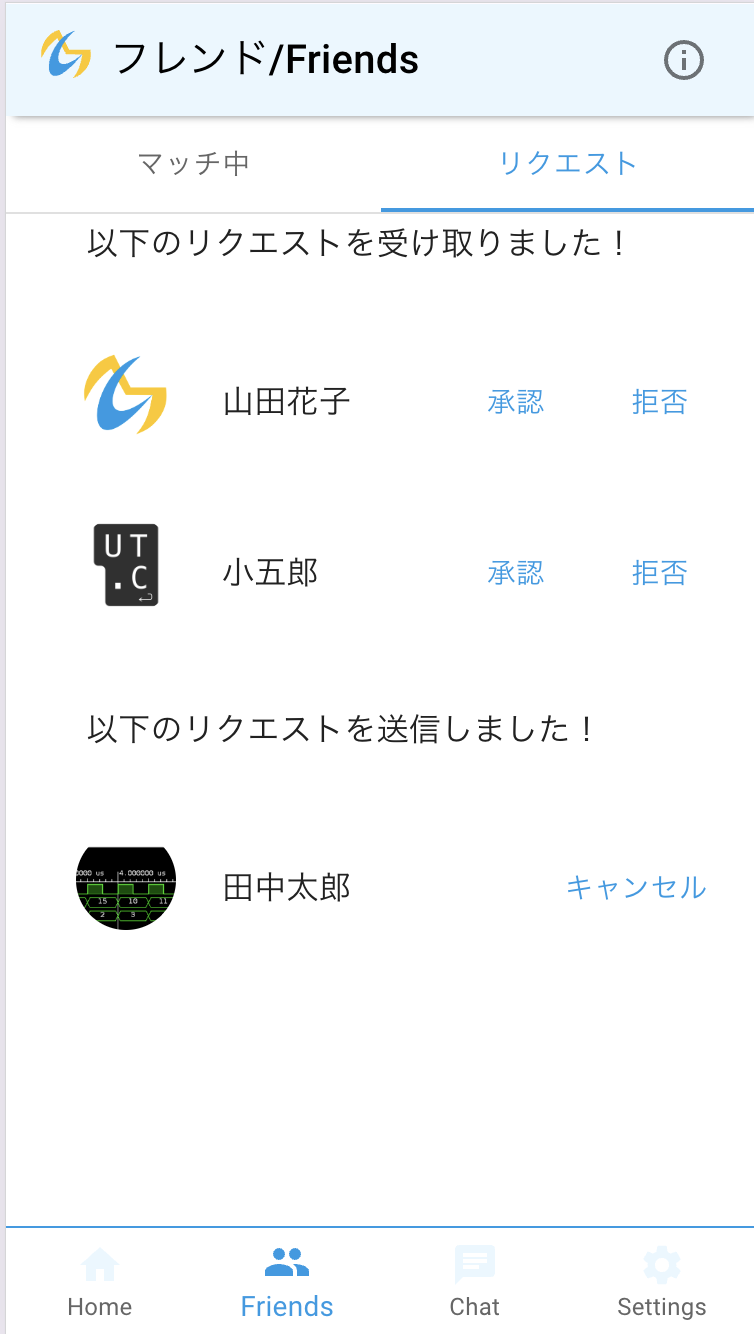 フレンド/Friends
マッチ中 リクエスト
以下のリクエストを受け取りました！
山田花子 承認 拒否
UT
.C
小五郎 承認 拒否
以下のリクエストを送信しました！
0000 us 4.000000 us
15 10 11
2 3
田中太郎 キャンセル
Home Friends Chat Settings